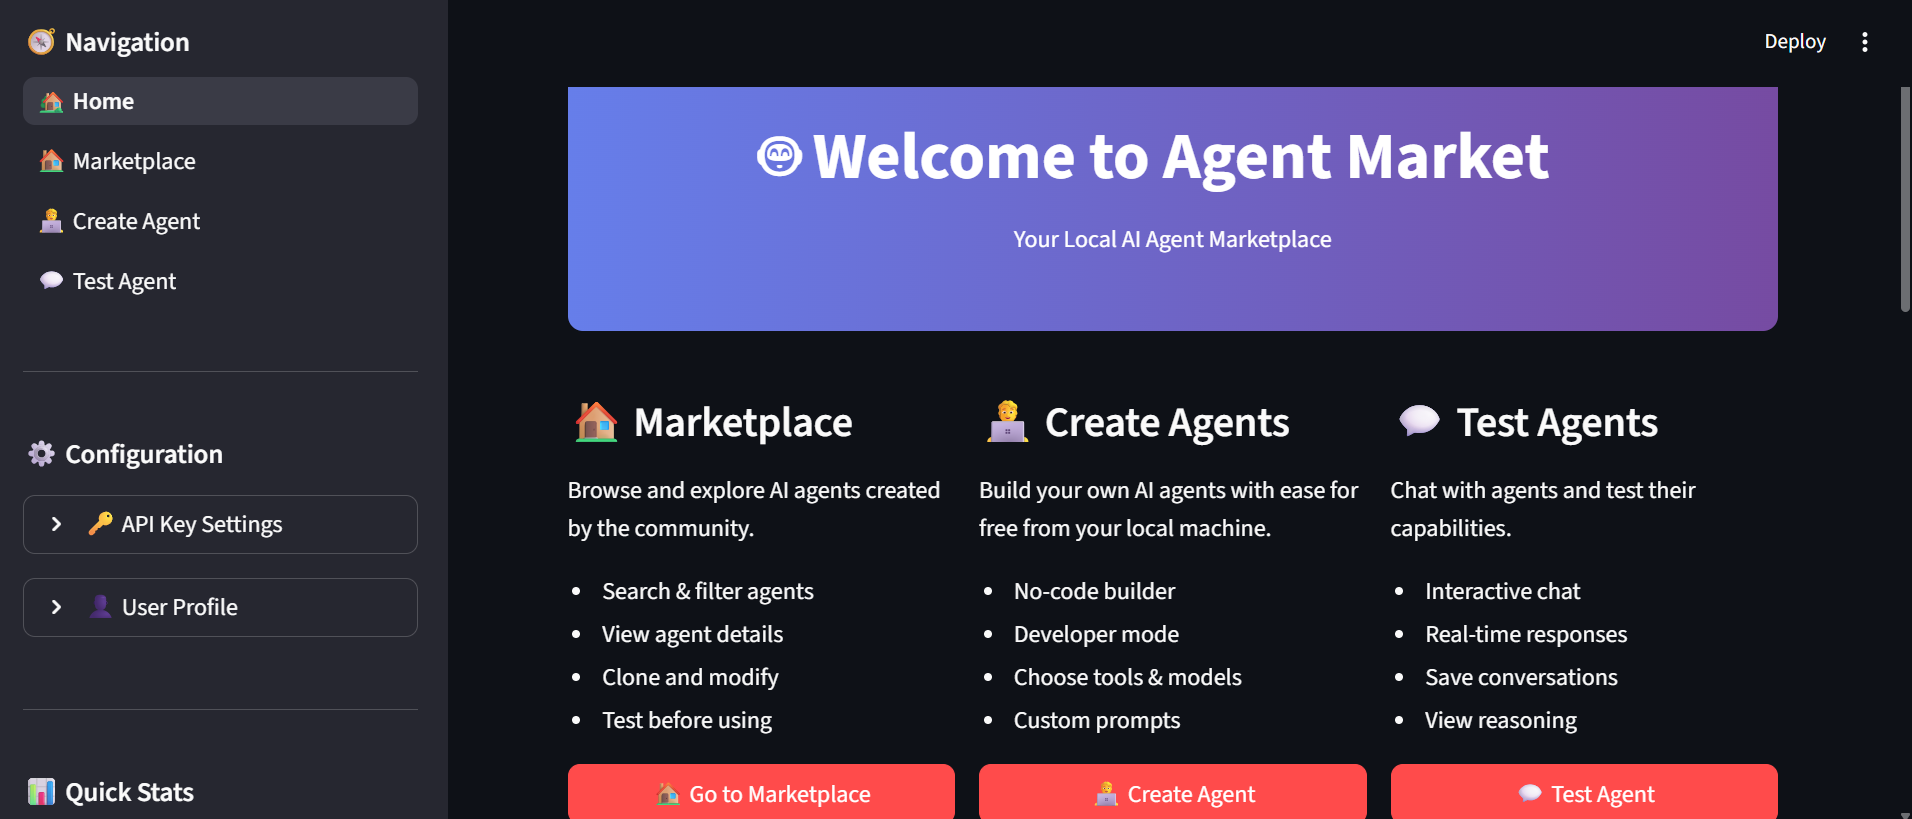 Navigation
Home
Marketplace
Create Agent
Test Agent
Configuration
API Key Settings
User Profile
Quick Stats
Deploy
Welcome to Agent Market
Your Local AI Agent Marketplace
Marketplace
Browse and explore AI agents created
by the community.
Search & filter agents
View agent details
Clone and modify
Test before using
Go to Marketplace
Create Agents
Build your own AI agents with ease for
free from your local machine.
No-code builder
Developer mode
Choose tools & models
Custom prompts
Create Agent
Test Agents
Chat with agents and test their
capabilities.
Interactive chat
Real-time responses
Save conversations
View reasoning
Test Agent